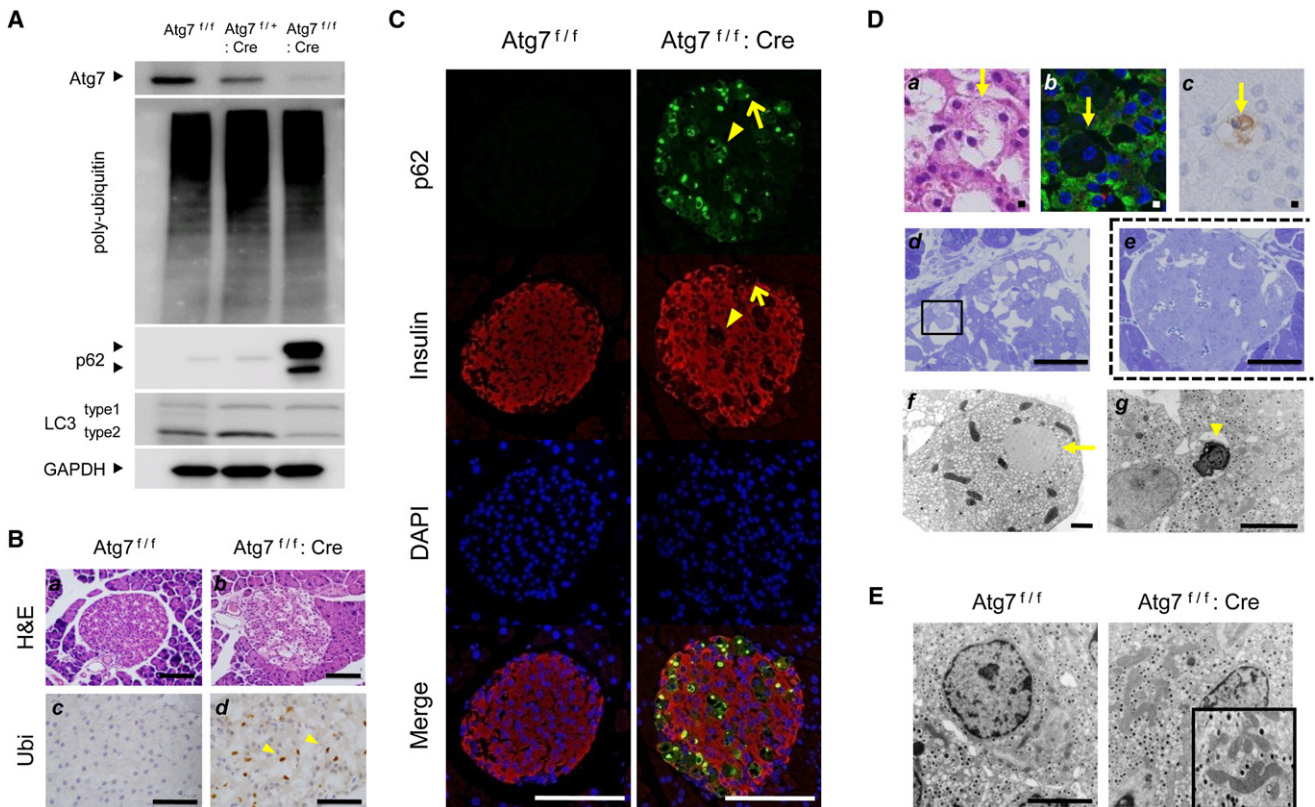 A
Atg7 f/f
Atg7 f/+ : Cre
Atg7 f/f : Cre
Atg7
poly-ubiquitin
p62
LC3
type1
type2
GAPDH
B
Atg7 f/f
Atg7 f/f : Cre
H&E
a
b
Ubi
c
d
C
Atg7 f/f
Atg7 f/f : Cre
p62
Insulin
DAPI
Merge
D
a
b
c
d
e
f
g
E
Atg7 f/f
Atg7 f/f : Cre